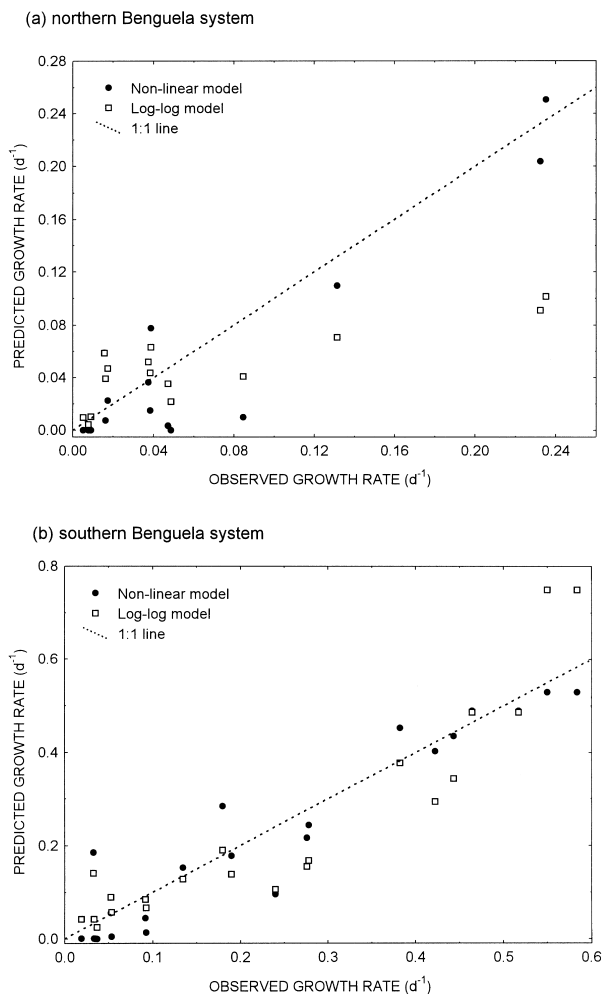 (a) northern Benguela system
0.28
0.24
0.20
0.16
0.12
0.08
0.04
0.00
PREDICTED GROWTH RATE (d⁻¹)
Non-linear model
Log-log model
1:1 line
0.00 0.04 0.08 0.12 0.16 0.20 0.24
OBSERVED GROWTH RATE (d⁻¹)
(b) southern Benguela system
0.8
0.6
0.4
0.2
0.0
PREDICTED GROWTH RATE (d⁻¹)
Non-linear model
Log-log model
1:1 line
0.0 0.1 0.2 0.3 0.4 0.5 0.6
OBSERVED GROWTH RATE (d⁻¹)